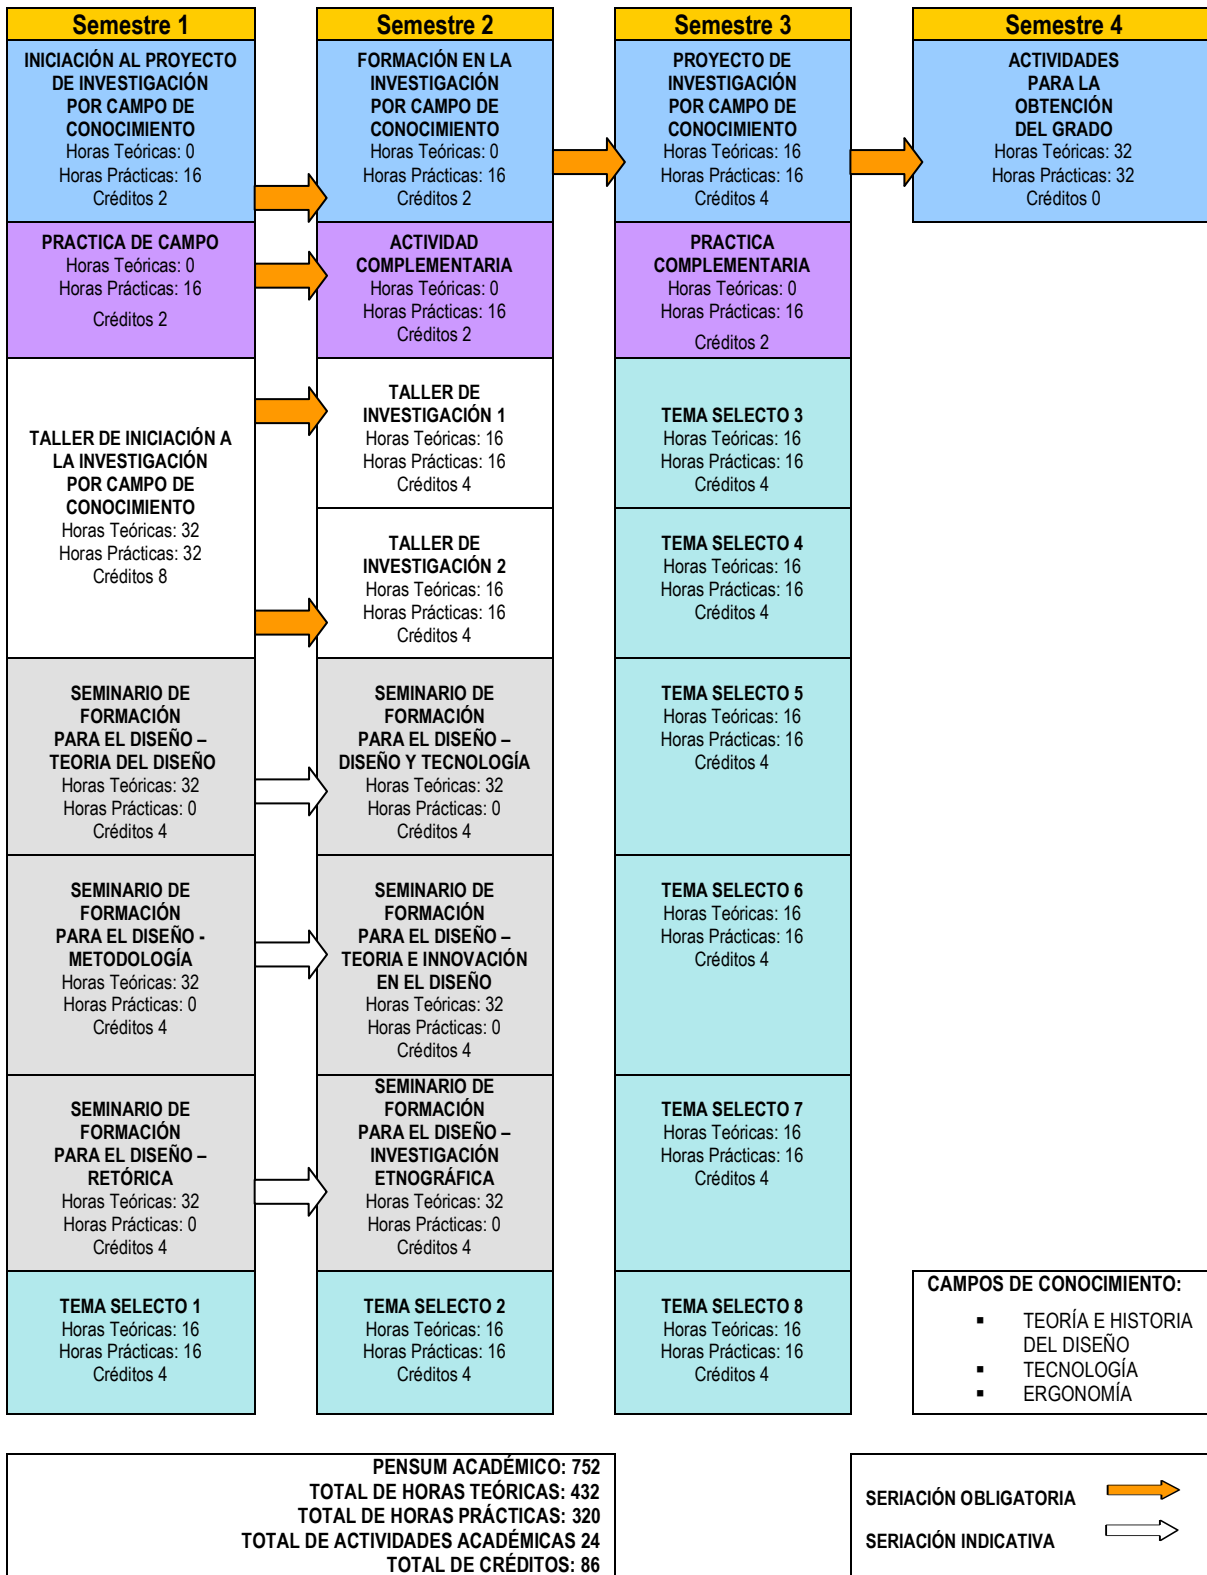 Semestre 1
INICIACIÓN AL PROYECTO
DE INVESTIGACIÓN
POR CAMPO DE
CONOCIMIENTO
Horas Teóricas: 0
Horas Prácticas: 16
Créditos 2
PRACTICA DE CAMPO
Horas Teóricas: 0
Horas Prácticas: 16
Créditos 2
TALLER DE INICIACIÓN A
LA INVESTIGACIÓN
POR CAMPO DE
CONOCIMIENTO
Horas Teóricas: 32
Horas Prácticas: 32
Créditos 8
SEMINARIO DE
FORMACIÓN
PARA EL DISEÑO –
TEORIA DEL DISEÑO
Horas Teóricas: 32
Horas Prácticas: 0
Créditos 4
SEMINARIO DE
FORMACIÓN
PARA EL DISEÑO -
METODOLOGÍA
Horas Teóricas: 32
Horas Prácticas: 0
Créditos 4
SEMINARIO DE
FORMACIÓN
PARA EL DISEÑO –
RETÓRICA
Horas Teóricas: 32
Horas Prácticas: 0
Créditos 4
TEMA SELECTO 1
Horas Teóricas: 16
Horas Prácticas: 16
Créditos 4
Semestre 2
FORMACIÓN EN LA
INVESTIGACIÓN
POR CAMPO DE
CONOCIMIENTO
Horas Teóricas: 0
Horas Prácticas: 16
Créditos 2
ACTIVIDAD
COMPLEMENTARIA
Horas Teóricas: 0
Horas Prácticas: 16
Créditos 2
TALLER DE
INVESTIGACIÓN 1
Horas Teóricas: 16
Horas Prácticas: 16
Créditos 4
TALLER DE
INVESTIGACIÓN 2
Horas Teóricas: 16
Horas Prácticas: 16
Créditos 4
SEMINARIO DE
FORMACIÓN
PARA EL DISEÑO –
DISEÑO Y TECNOLOGÍA
Horas Teóricas: 32
Horas Prácticas: 0
Créditos 4
SEMINARIO DE
FORMACIÓN
PARA EL DISEÑO –
TEORIA E INNOVACIÓN
EN EL DISEÑO
Horas Teóricas: 32
Horas Prácticas: 0
Créditos 4
SEMINARIO DE
FORMACIÓN
PARA EL DISEÑO –
INVESTIGACIÓN
ETNOGRÁFICA
Horas Teóricas: 32
Horas Prácticas: 0
Créditos 4
TEMA SELECTO 2
Horas Teóricas: 16
Horas Prácticas: 16
Créditos 4
Semestre 3
PROYECTO DE
INVESTIGACIÓN
POR CAMPO DE
CONOCIMIENTO
Horas Teóricas: 16
Horas Prácticas: 16
Créditos 4
PRACTICA
COMPLEMENTARIA
Horas Teóricas: 0
Horas Prácticas: 16
Créditos 2
TEMA SELECTO 3
Horas Teóricas: 16
Horas Prácticas: 16
Créditos 4
TEMA SELECTO 4
Horas Teóricas: 16
Horas Prácticas: 16
Créditos 4
TEMA SELECTO 5
Horas Teóricas: 16
Horas Prácticas: 16
Créditos 4
TEMA SELECTO 6
Horas Teóricas: 16
Horas Prácticas: 16
Créditos 4
TEMA SELECTO 7
Horas Teóricas: 16
Horas Prácticas: 16
Créditos 4
TEMA SELECTO 8
Horas Teóricas: 16
Horas Prácticas: 16
Créditos 4
Semestre 4
ACTIVIDADES
PARA LA
OBTENCIÓN
DEL GRADO
Horas Teóricas: 32
Horas Prácticas: 32
Créditos 0
CAMPOS DE CONOCIMIENTO:
▪ TEORÍA E HISTORIA
DEL DISEÑO
▪ TECNOLOGÍA
▪ ERGONOMÍA
PENSUM ACADÉMICO: 752
TOTAL DE HORAS TEÓRICAS: 432
TOTAL DE HORAS PRÁCTICAS: 320
TOTAL DE ACTIVIDADES ACADÉMICAS 24
TOTAL DE CRÉDITOS: 86
SERIACIÓN OBLIGATORIA
SERIACIÓN INDICATIVA